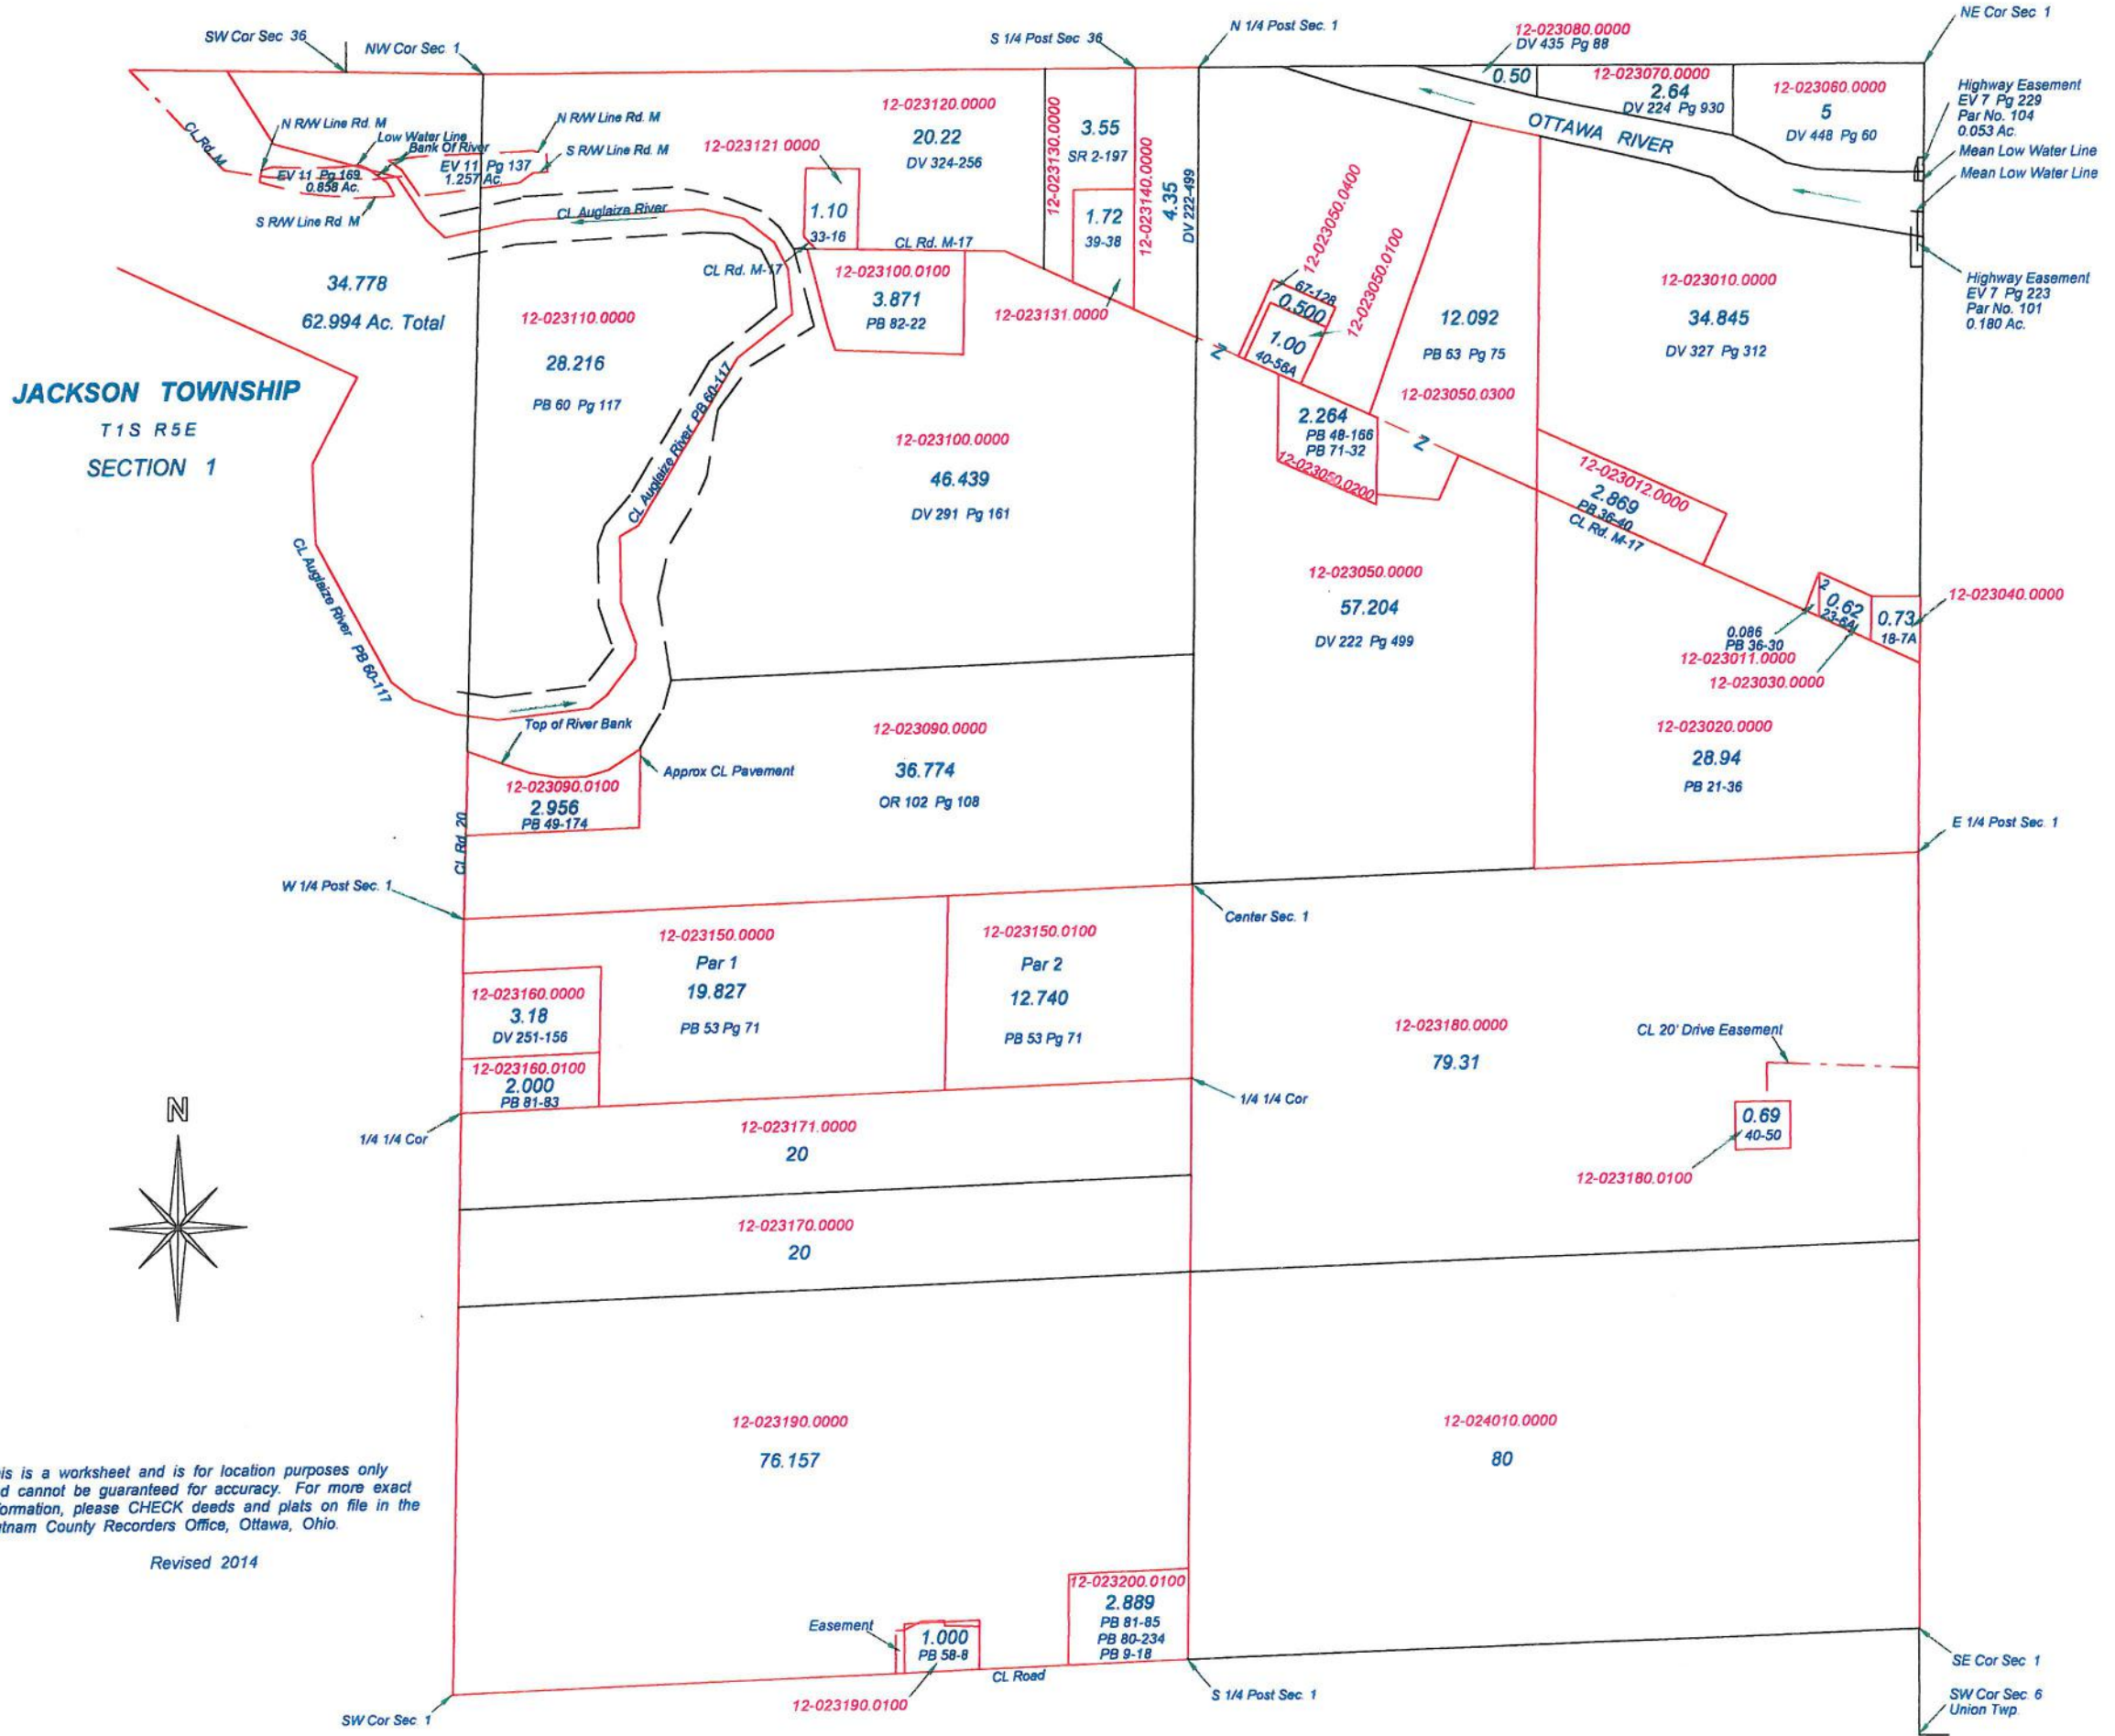 SW Cor Sec 36
NW Cor Sec 1
S 1/4 Post Sec 36
N 1/4 Post Sec. 1
NE Cor Sec 1
12-023080.0000
DV 435 Pg 88
0.50
12-023070.0000
2.64
DV 224 Pg 930
12-023060.0000
5
DV 448 Pg 60
Highway Easement
EV 7 Pg 229
Par No. 104
0.053 Ac.
Mean Low Water Line
Mean Low Water Line
Highway Easement
EV 7 Pg 223
Par No. 101
0.180 Ac.
OTTAWA RIVER
CL Rd. M
N R/W Line Rd. M
Low Water Line
Bank Of River
N R/W Line Rd. M
S R/W Line Rd. M
EV 11 Pg 169
0.858 Ac.
EV 11 Pg 137
1.257 Ac.
S R/W Line Rd. M
CL Auglaize River
12-023121.0000
1.10
33-16
12-023120.0000
20.22
DV 324-256
12-023130.0000
3.55
SR 2-197
1.72
39-38
12-023140.0000
4.35
DV 222-499
CL Rd. M-17
CL Rd. M-17
12-023100.0100
3.871
PB 82-22
12-023131.0000
12-023050.0400
67-128
0.500
12-023050.0100
1.00
40-56A
12.092
PB 63 Pg 75
12-023050.0300
12-023010.0000
34.845
DV 327 Pg 312
34.778
62.994 Ac. Total
12-023110.0000
28.216
PB 60 Pg 117
JACKSON TOWNSHIP
T1S R5E
SECTION 1
CL Auglaize River PB 60-117
12-023100.0000
46.439
DV 291 Pg 161
Z
2.264
PB 48-166
PB 71-32
12-023050.0200
Z
12-023012.0000
2.869
PB 36-40
CL Rd. M-17
12-023050.0000
57.204
DV 222 Pg 499
2
0.62
23-6A
0.73
18-7A
12-023040.0000
0.086
PB 36-30
12-023011.0000
12-023030.0000
CL Auglaize River PB 60-117
Top of River Bank
Approx CL Pavement
12-023090.0100
2.956
PB 49-174
12-023090.0000
36.774
OR 102 Pg 108
12-023020.0000
28.94
PB 21-36
CL Rd. 20
E 1/4 Post Sec. 1
W 1/4 Post Sec. 1
Center Sec. 1
12-023150.0000
Par 1
19.827
PB 53 Pg 71
12-023150.0100
Par 2
12.740
PB 53 Pg 71
12-023160.0000
3.18
DV 251-156
12-023160.0100
2.000
PB 81-83
12-023180.0000
79.31
CL 20' Drive Easement
0.69
40-50
12-023180.0100
1/4 1/4 Cor
1/4 1/4 Cor
12-023171.0000
20
12-023170.0000
20
N
12-023190.0000
76.157
12-024010.0000
80
is is a worksheet and is for location purposes only
d cannot be guaranteed for accuracy. For more exact
formation, please CHECK deeds and plats on file in the
tnam County Recorders Office, Ottawa, Ohio.
Revised 2014
Easement
1.000
PB 58-8
12-023190.0100
12-023200.0100
2.889
PB 81-85
PB 80-234
PB 9-18
CL Road
SW Cor Sec 1
S 1/4 Post Sec. 1
SE Cor Sec 1
SW Cor Sec. 6
Union Twp.